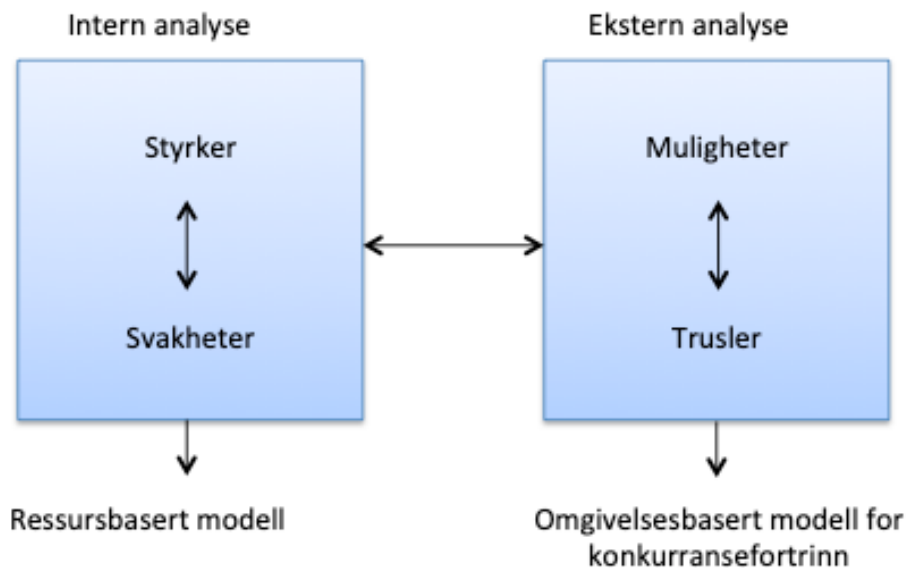 Intern analyse
Ekstern analyse
Styrker
Muligheter
Svakheter
Trusler
Ressursbasert modell
Omgivelsesbasert modell for
konkurransefortrinn